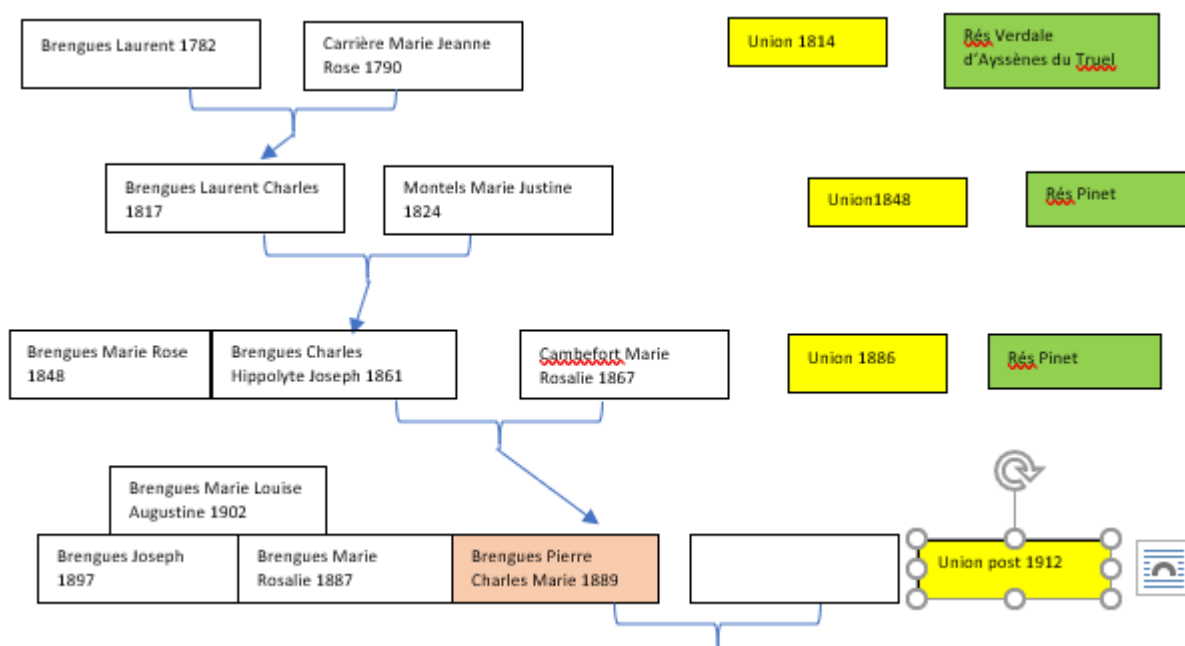 Brengues Laurent 1782
Carrière Marie Jeanne
Rose 1790
Union 1814
Rés Verdale
d’Ayssènes du Truel
Brengues Laurent Charles
1817
Montels Marie Justine
1824
Union1848
Rés Pinet
Brengues Marie Rose
1848
Brengues Charles
Hippolyte Joseph 1861
Cambefort Marie
Rosalie 1867
Union 1886
Rés Pinet
Brengues Marie Louise
Augustine 1902
Brengues Joseph
1897
Brengues Marie
Rosalie 1887
Brengues Pierre
Charles Marie 1889
Union post 1912